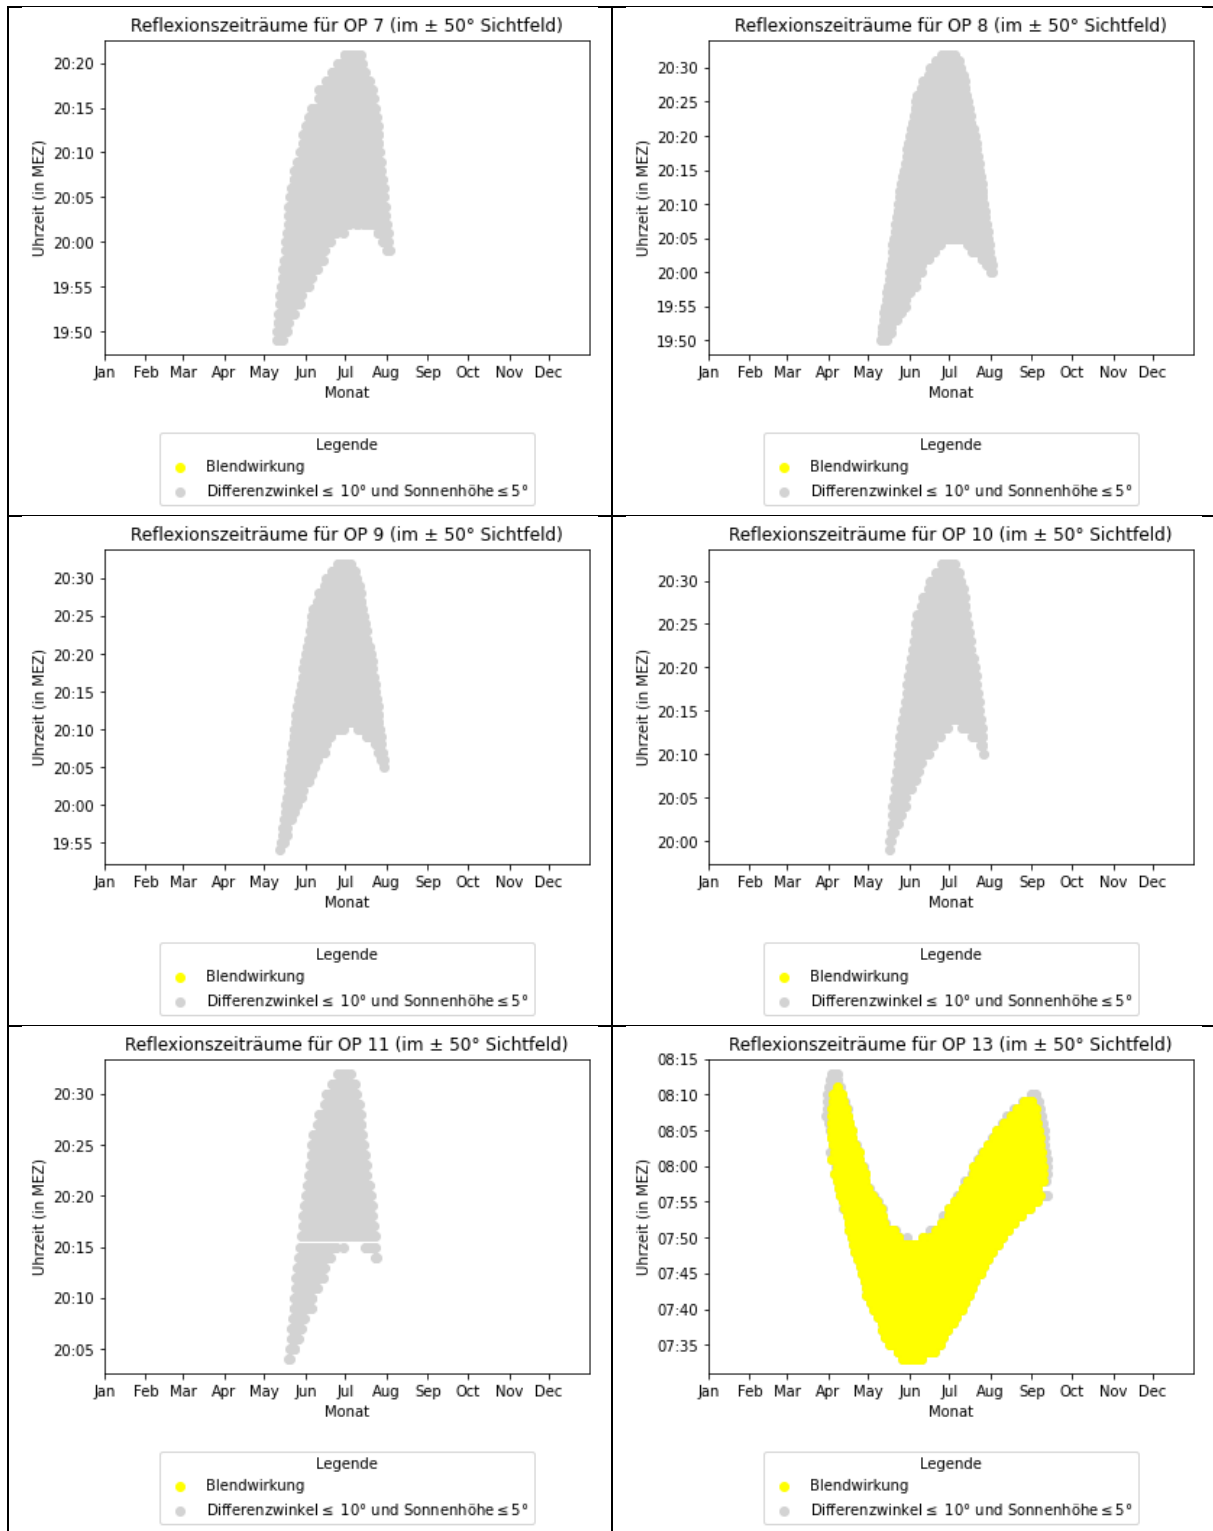 Reflexionszeiträume für OP 7 (im ± 50° Sichtfeld)
Uhrzeit (in MEZ)
20:20
20:15
20:10
20:05
20:00
19:55
19:50
Jan Feb Mar Apr May Jun Jul Aug Sep Oct Nov Dec
Monat
Legende
Blendwirkung
Differenzwinkel ≤ 10° und Sonnenhöhe ≤ 5°
Reflexionszeiträume für OP 8 (im ± 50° Sichtfeld)
Uhrzeit (in MEZ)
20:30
20:25
20:20
20:15
20:10
20:05
20:00
19:55
19:50
Jan Feb Mar Apr May Jun Jul Aug Sep Oct Nov Dec
Monat
Legende
Blendwirkung
Differenzwinkel ≤ 10° und Sonnenhöhe ≤ 5°
Reflexionszeiträume für OP 9 (im ± 50° Sichtfeld)
Uhrzeit (in MEZ)
20:30
20:25
20:20
20:15
20:10
20:05
20:00
19:55
Jan Feb Mar Apr May Jun Jul Aug Sep Oct Nov Dec
Monat
Legende
Blendwirkung
Differenzwinkel ≤ 10° und Sonnenhöhe ≤ 5°
Reflexionszeiträume für OP 10 (im ± 50° Sichtfeld)
Uhrzeit (in MEZ)
20:30
20:25
20:20
20:15
20:10
20:05
20:00
Jan Feb Mar Apr May Jun Jul Aug Sep Oct Nov Dec
Monat
Legende
Blendwirkung
Differenzwinkel ≤ 10° und Sonnenhöhe ≤ 5°
Reflexionszeiträume für OP 11 (im ± 50° Sichtfeld)
Uhrzeit (in MEZ)
20:30
20:25
20:20
20:15
20:10
20:05
Jan Feb Mar Apr May Jun Jul Aug Sep Oct Nov Dec
Monat
Legende
Blendwirkung
Differenzwinkel ≤ 10° und Sonnenhöhe ≤ 5°
Reflexionszeiträume für OP 13 (im ± 50° Sichtfeld)
Uhrzeit (in MEZ)
08:15
08:10
08:05
08:00
07:55
07:50
07:45
07:40
07:35
Jan Feb Mar Apr May Jun Jul Aug Sep Oct Nov Dec
Monat
Legende
Blendwirkung
Differenzwinkel ≤ 10° und Sonnenhöhe ≤ 5°